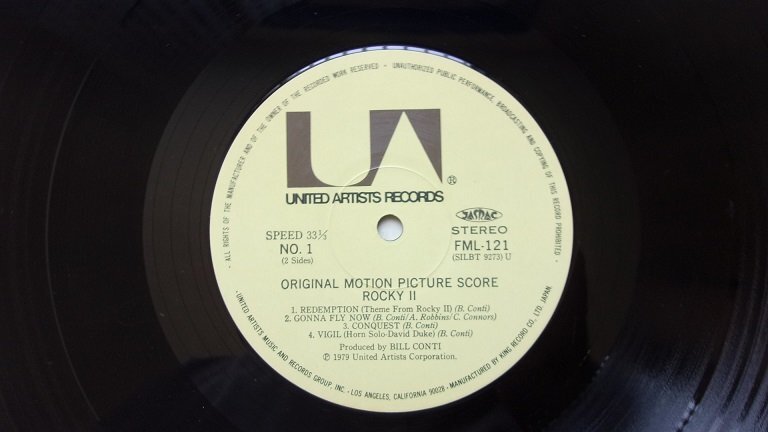 UA
UNITED ARTISTS RECORDS ®
SPEED 33⅓
NO. 1
(2 Sides)
JASRAC
STEREO
FML-121
(SILBT 9273) U
ORIGINAL MOTION PICTURE SCORE
ROCKY II
1. REDEMPTION (Theme From Rocky II) (B. Conti)
2. GONNA FLY NOW (B. Conti/A. Robbins/C. Connors)
3. CONQUEST (B. Conti)
4. VIGIL (Horn Solo-David Duke) (B. Conti)
Produced by BILL CONTI
℗ 1979 United Artists Corporation.
· ALL RIGHTS OF THE MANUFACTURER AND OF THE OWNER OF THE RECORDED WORK RESERVED – UNAUTHORIZED PUBLIC PERFORMANCE, BROADCASTING AND COPYING OF THIS RECORD PROHIBITED ·
· UNITED ARTISTS MUSIC AND RECORDS GROUP, INC. · LOS ANGELES, CALIFORNIA 90028 · MANUFACTURED BY KING RECORD CO., LTD. JAPAN.